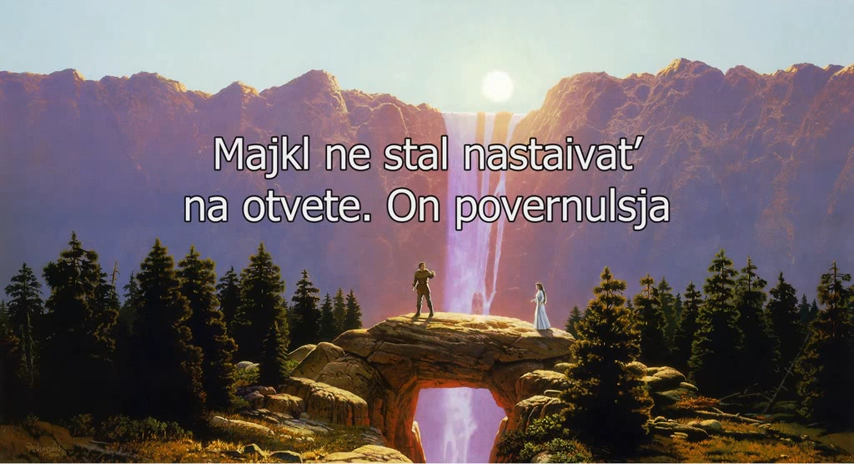 Majkl ne stal nastaivat’
na otvete. On povernulsja